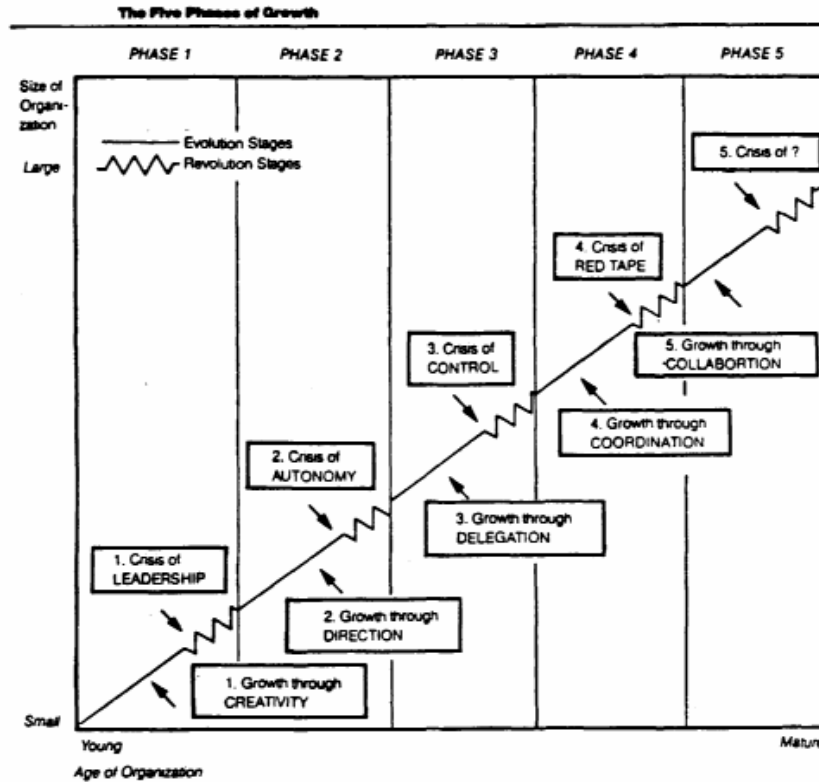 The Five Phases of Growth
PHASE 1 PHASE 2 PHASE 3 PHASE 4 PHASE 5
Size of
Organi-
zation
Evolution Stages
Large
Revolution Stages
5. Crisis of ?
4. Crisis of
RED TAPE
3. Crisis of
CONTROL
5. Growth through
COLLABORTION
4. Growth through
COORDINATION
2. Crisis of
AUTONOMY
3. Growth through
DELEGATION
1. Crisis of
LEADERSHIP
2. Growth through
DIRECTION
1. Growth through
CREATIVITY
Small
Young
Mature
Age of Organization